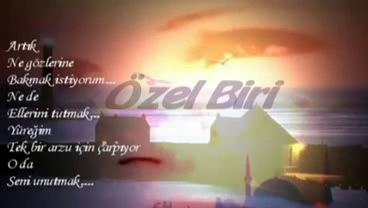 Artık
Ne gözlerine
Bakmak istiyorum...
Ne de
Ellerini tutmak...
Yüreğim
Tek bir arzu için çarpıyor
O da
Seni unutmak....
Özel Biri